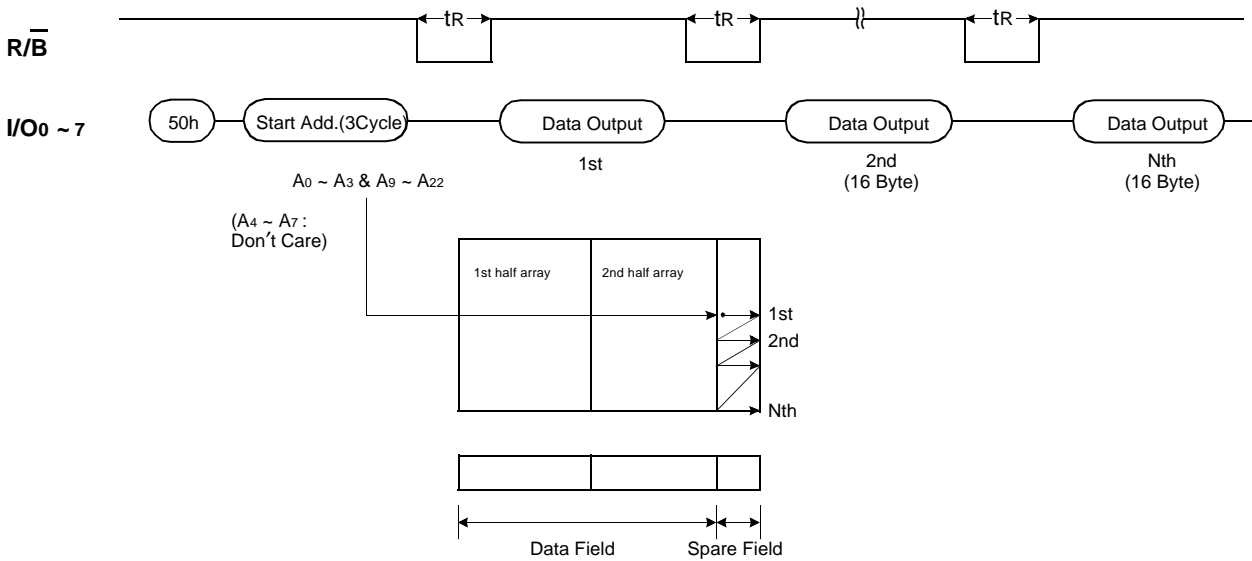 tR tR tR
R/B
I/O0 ~ 7 50h Start Add.(3Cycle) Data Output Data Output Data Output
1st 2nd Nth
(16 Byte) (16 Byte)
A0 ~ A3 & A9 ~ A22
(A4 ~ A7 :
Don′t Care)
1st half array 2nd half array
1st
2nd
Nth
Data Field Spare Field